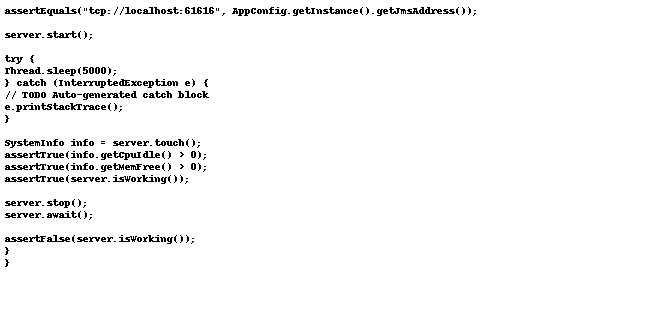 assertEquals("tcp://localhost:61616", AppConfig.getInstance().getJmsAddress());
server.start();
try {
Thread.sleep(5000);
} catch (InterruptedException e) {
// TODO Auto-generated catch block
e.printStackTrace();
}
SystemInfo info = server.touch();
assertTrue(info.getCpuIdle() > 0);
assertTrue(info.getMemFree() > 0);
assertTrue(server.isWorking());
server.stop();
server.await();
assertFalse(server.isWorking());
}
}